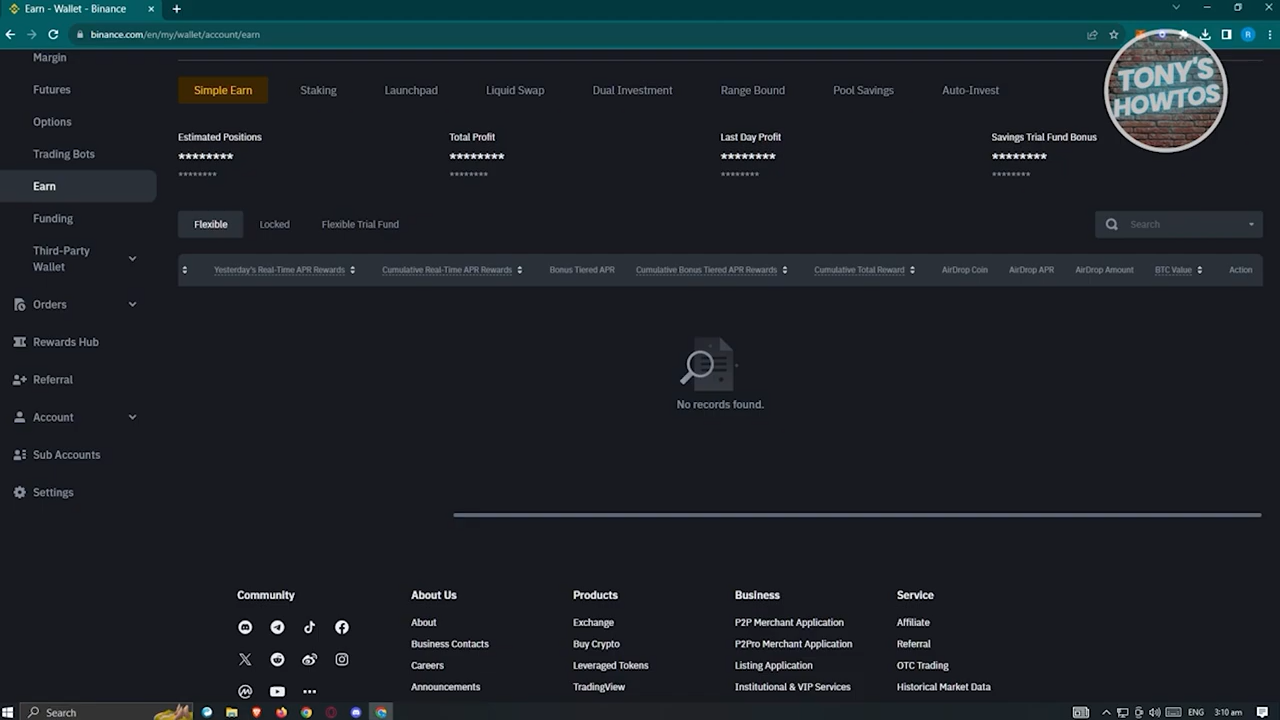 Earn - Wallet - Binance
binance.com/en/my/wallet/account/earn
R
TONY'S
HOWTOS
Margin
Futures
Options
Trading Bots
Earn
Funding
Third-Party
Wallet
Orders
Rewards Hub
Referral
Account
Sub Accounts
Settings
Simple Earn Staking Launchpad Liquid Swap Dual Investment Range Bound Pool Savings Auto-Invest
Estimated Positions Total Profit Last Day Profit Savings Trial Fund Bonus
******** ******** ******** ********
******** ******** ******** ********
Flexible Locked Flexible Trial Fund Search
Yesterday's Real-Time APR Rewards Cumulative Real-Time APR Rewards Bonus Tiered APR Cumulative Bonus Tiered APR Rewards Cumulative Total Reward AirDrop Coin AirDrop APR AirDrop Amount BTC Value Action
No records found.
Community About Us Products Business Service
About Exchange P2P Merchant Application Affiliate
Business Contacts Buy Crypto P2Pro Merchant Application Referral
Careers Leveraged Tokens Listing Application OTC Trading
Announcements TradingView Institutional & VIP Services Historical Market Data
Search ENG 3:10 am